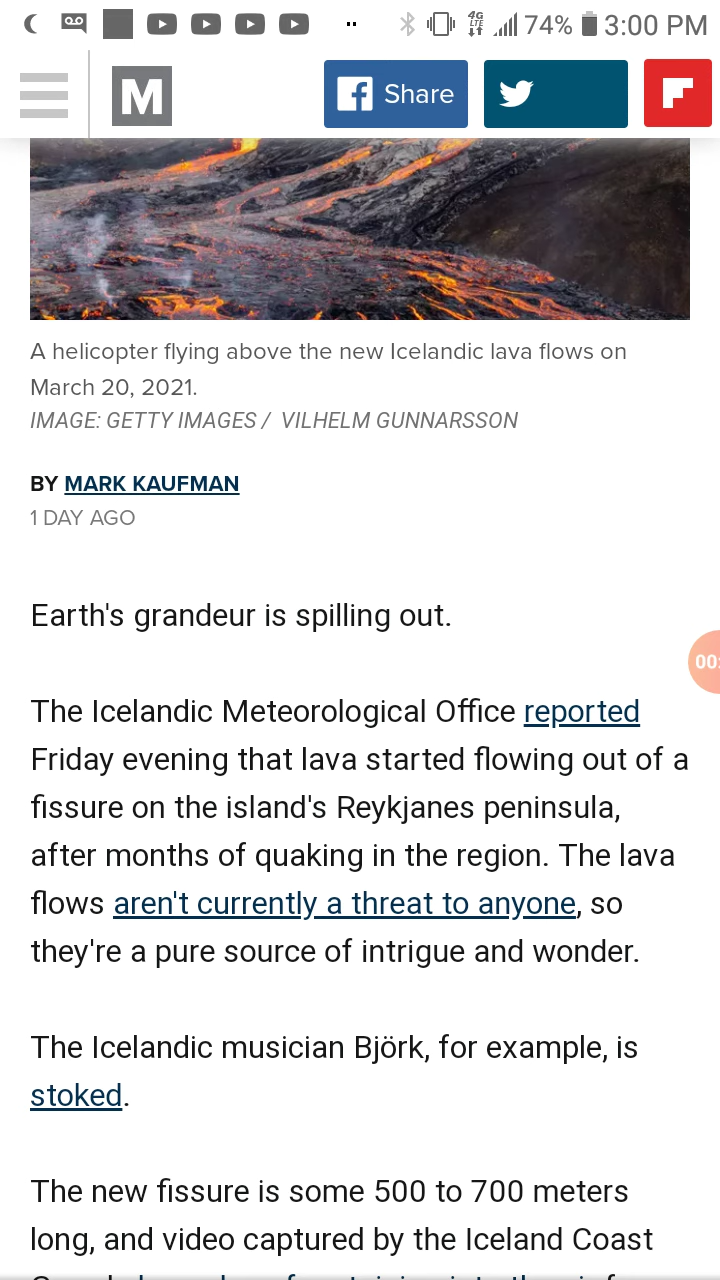 4G
LTE
74%
3:00 PM
M
Share
A helicopter flying above the new Icelandic lava flows on
March 20, 2021.
IMAGE: GETTY IMAGES / VILHELM GUNNARSSON
BY MARK KAUFMAN
1 DAY AGO
Earth's grandeur is spilling out.
00:
The Icelandic Meteorological Office reported
Friday evening that lava started flowing out of a
fissure on the island's Reykjanes peninsula,
after months of quaking in the region. The lava
flows aren't currently a threat to anyone, so
they're a pure source of intrigue and wonder.
The Icelandic musician Björk, for example, is
stoked.
The new fissure is some 500 to 700 meters
long, and video captured by the Iceland Coast